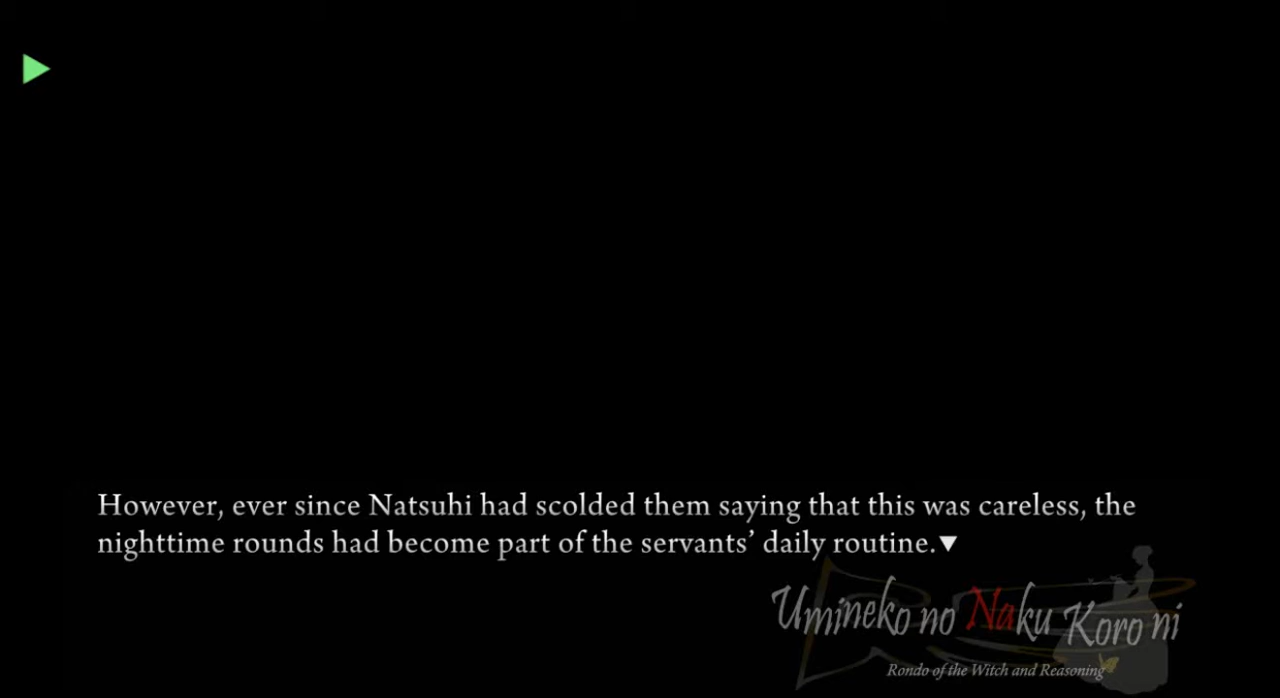 However, ever since Natsuhi had scolded them saying that this was careless, the
nighttime rounds had become part of the servants’ daily routine.
Umineko no Naku Koro ni
Rondo of the Witch and Reasoning